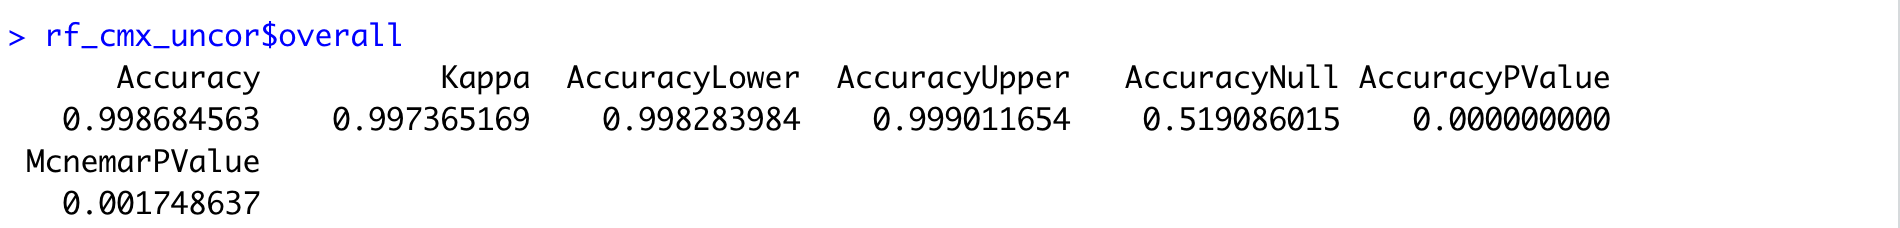 > rf_cmx_uncor$overall
Accuracy Kappa AccuracyLower AccuracyUpper AccuracyNull AccuracyPValue
0.998684563 0.997365169 0.998283984 0.999011654 0.519086015 0.000000000
McnemarPValue
0.001748637